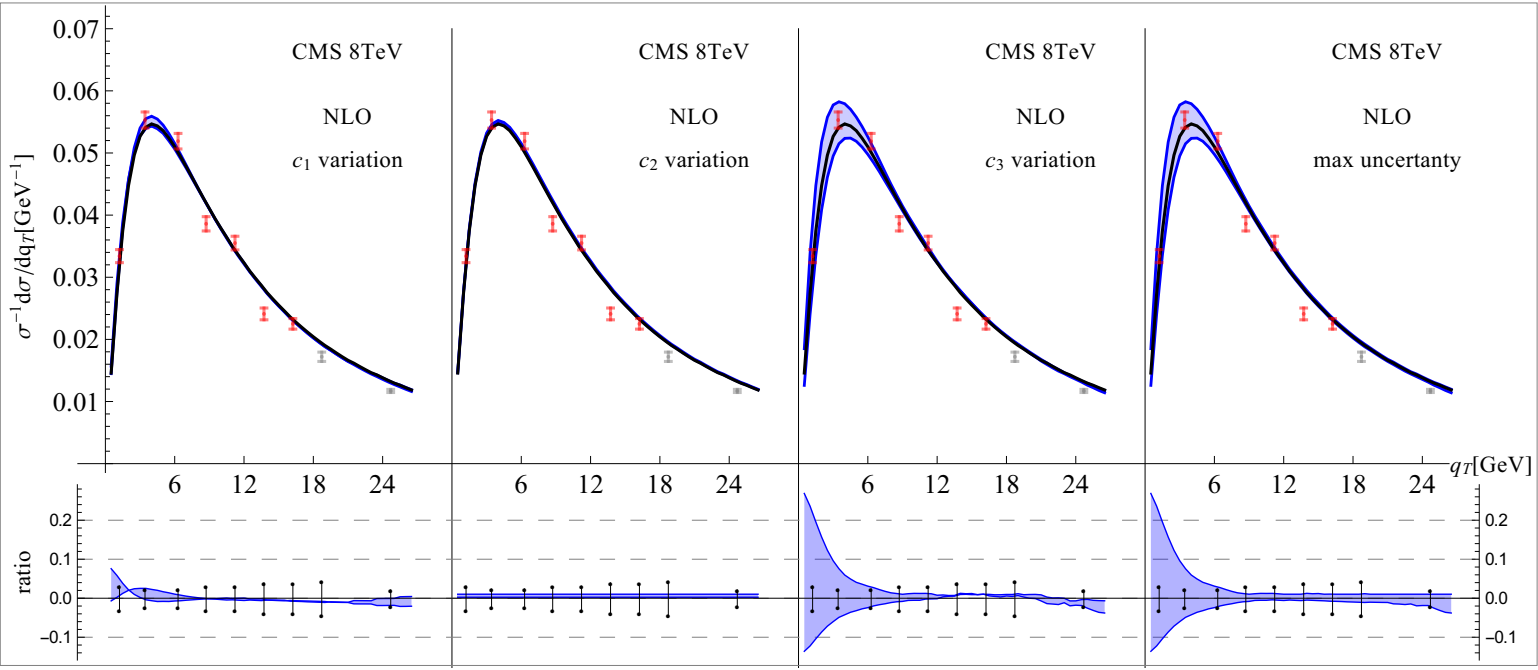 0.07
0.06
0.05
0.04
0.03
0.02
0.01
σ⁻¹dσ/dq_T[GeV⁻¹]
CMS 8TeV
NLO
c₁ variation
CMS 8TeV
NLO
c₂ variation
CMS 8TeV
NLO
c₃ variation
CMS 8TeV
NLO
max uncertanty
6 12 18 24
6 12 18 24
6 12 18 24
6 12 18 24
q_T[GeV]
ratio
0.2
0.1
0.0
−0.1
0.2
0.1
0.0
−0.1